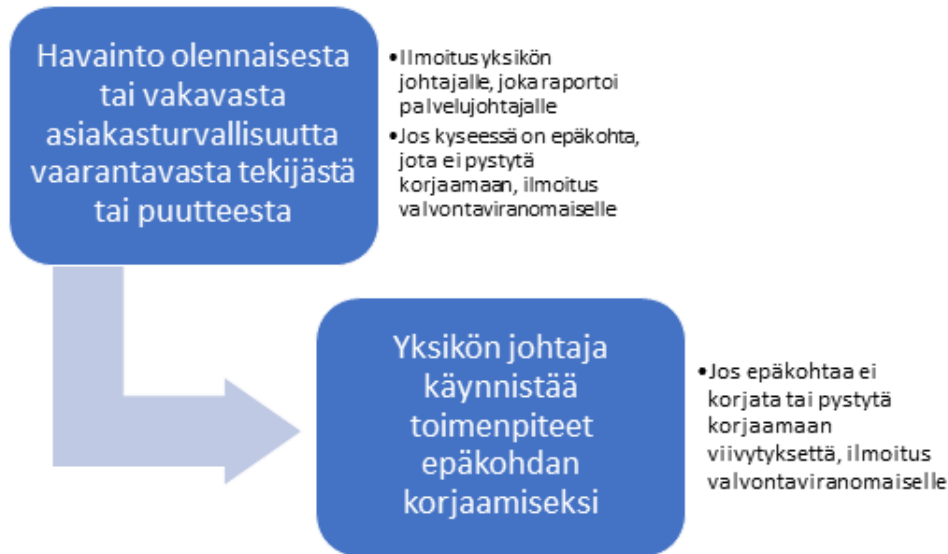 Havainto olennaisesta
tai vakavasta
asiakasturvallisuutta
vaarantavasta tekijästä
tai puutteesta
•Ilmoitus yksikön
johtajalle, joka raportoi
palvelujohtajalle
•Jos kyseessä on epäkohta,
jota ei pystytä
korjaamaan, ilmoitus
valvontaviranomaiselle
Yksikön johtaja
käynnistää
toimenpiteet
epäkohdan
korjaamiseksi
•Jos epäkohtaa ei
korjata tai pystytä
korjaamaan
viivytyksettä, ilmoitus
valvontaviranomaiselle